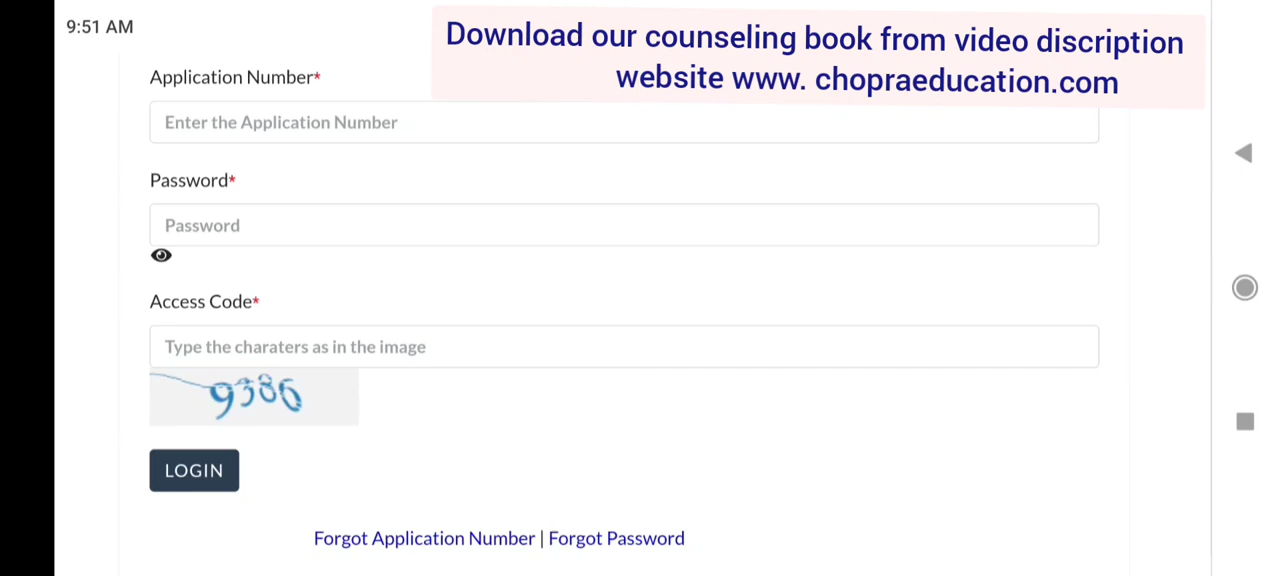 9:51 AM
Download our counseling book from video discription
website www. chopraeducation.com
Application Number*
Enter the Application Number
Password*
Password
Access Code*
Type the charaters as in the image
9386
LOGIN
Forgot Application Number | Forgot Password